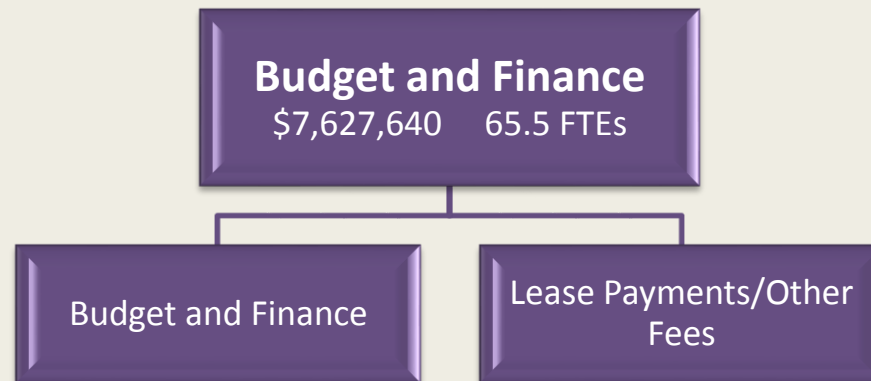 Budget and Finance
$7,627,640 65.5 FTEs
Budget and Finance
Lease Payments/Other
Fees